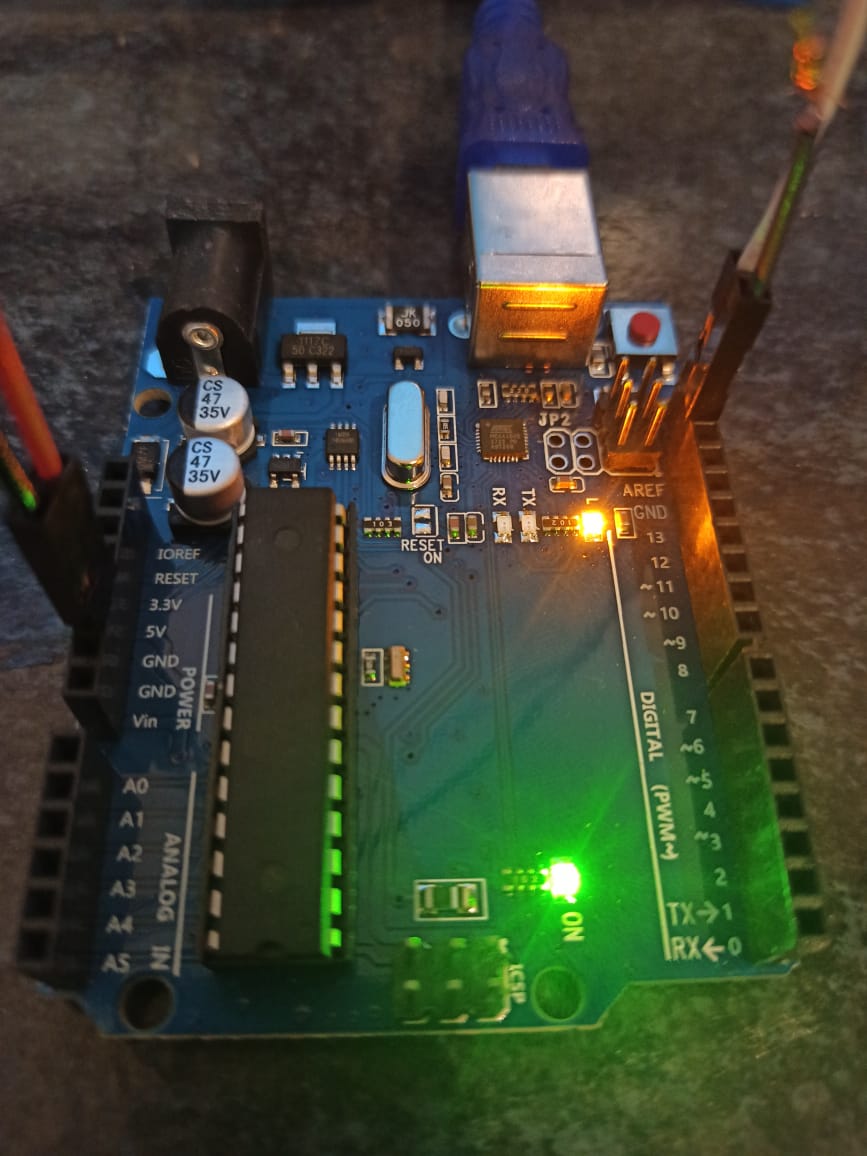 JK
050
1117C
50 C322
CS
47
35V
CS
47
35V
JP2
RX
TX
L
103
102
RESET
ON
AREF
GND
13
12
~11
~10
~9
8
7
~6
~5
4
~3
2
TX→1
RX←0
DIGITAL (PWM~)
IOREF
RESET
3.3V
5V
GND
GND
Vin
POWER
A0
A1
A2
A3
A4
A5
ANALOG IN
ON
ICSP